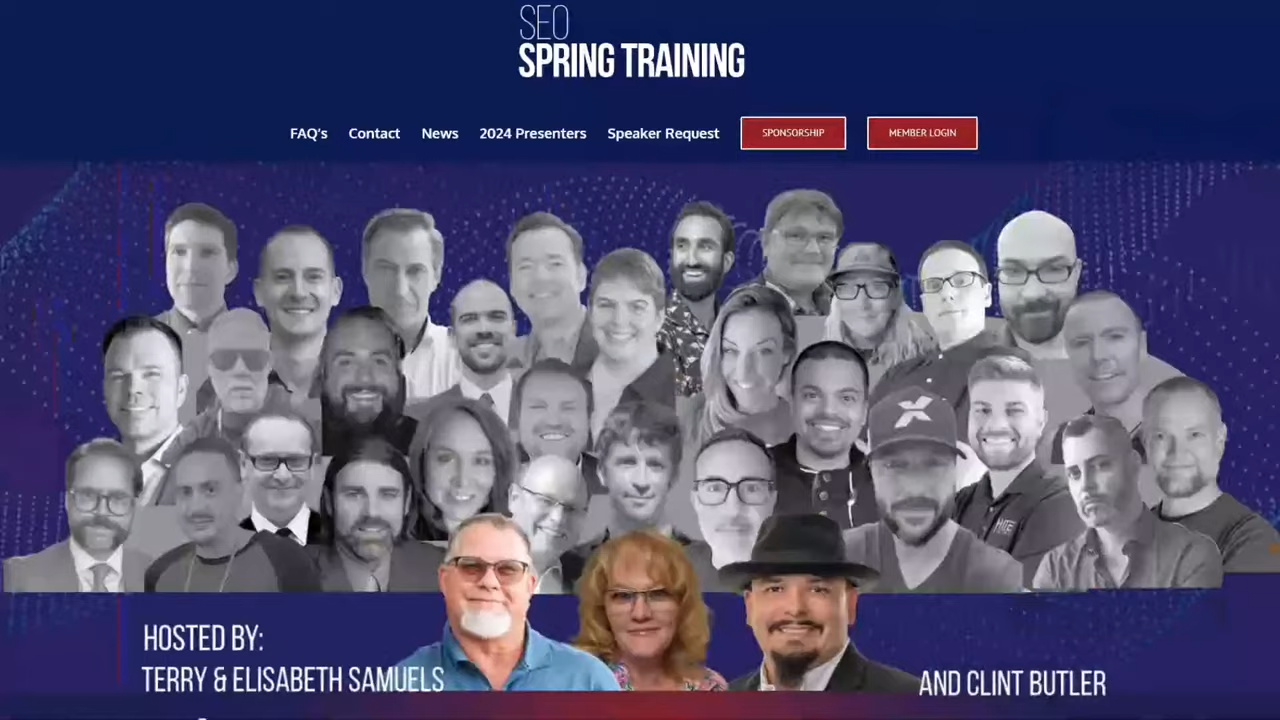 SEO
SPRING TRAINING
FAQ's
Contact
News
2024 Presenters
Speaker Request
SPONSORSHIP
MEMBER LOGIN
HITE
HOSTED BY:
TERRY & ELISABETH SAMUELS
AND CLINT BUTLER